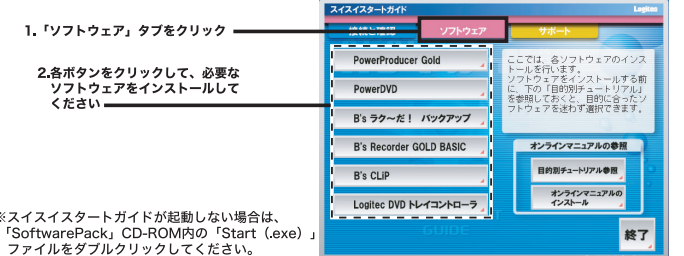 スイスイスタートガイド
Logitec
1.「ソフトウェア」タブをクリック
接続と確認
ソフトウェア
サポート
2.各ボタンをクリックして、必要な
ソフトウェアをインストールして
ください
PowerProducer Gold
PowerDVD
B's ラク～だ！ バックアップ
B's Recorder GOLD BASIC
B's CLiP
Logitec DVD トレイコントローラ
ここでは、各ソフトウェアのインス
トールを行います。
ソフトウェアをインストールする前
に、下の「目的別チュートリアル」
を参照しておくと、目的に合ったソ
フトウェアを迷わず選択できます。
オンラインマニュアルの参照
目的別チュートリアル参照
オンラインマニュアルの
インストール
GUIDE
終了
※スイスイスタートガイドが起動しない場合は、
「SoftwarePack」CD-ROM内の「Start（.exe）」
ファイルをダブルクリックしてください。